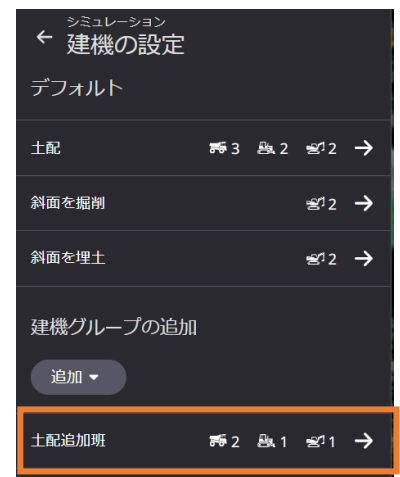 シミュレーション
建機の設定
デフォルト
土配 3 2 2
斜面を掘削 2
斜面を埋土 2
建機グループの追加
追加
土配追加班 2 1 1